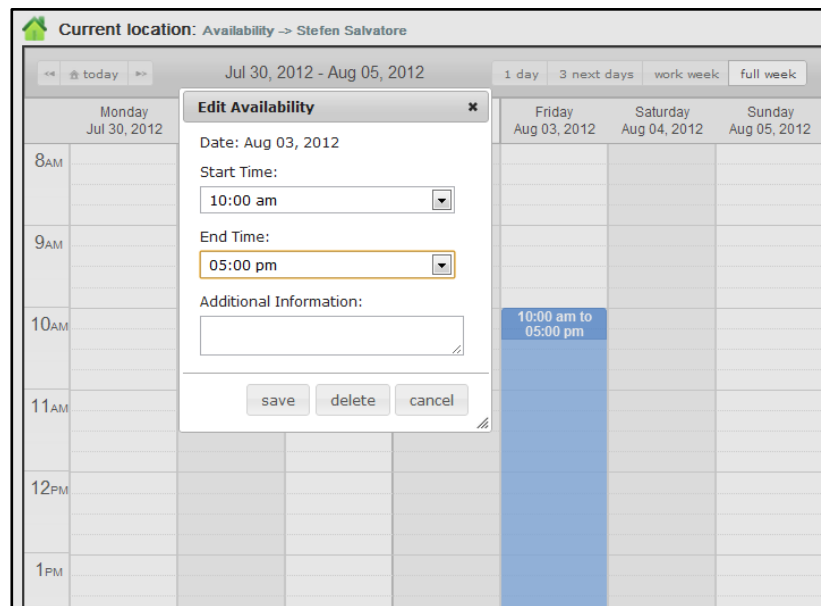 Current location: Availability -> Stefen Salvatore
today
Jul 30, 2012 - Aug 05, 2012
1 day 3 next days work week full week
Monday
Jul 30, 2012
Friday
Aug 03, 2012
Saturday
Aug 04, 2012
Sunday
Aug 05, 2012
Edit Availability
Date: Aug 03, 2012
Start Time:
10:00 am
End Time:
05:00 pm
Additional Information:
save delete cancel
8AM
9AM
10AM
11AM
12PM
1PM
10:00 am to
05:00 pm